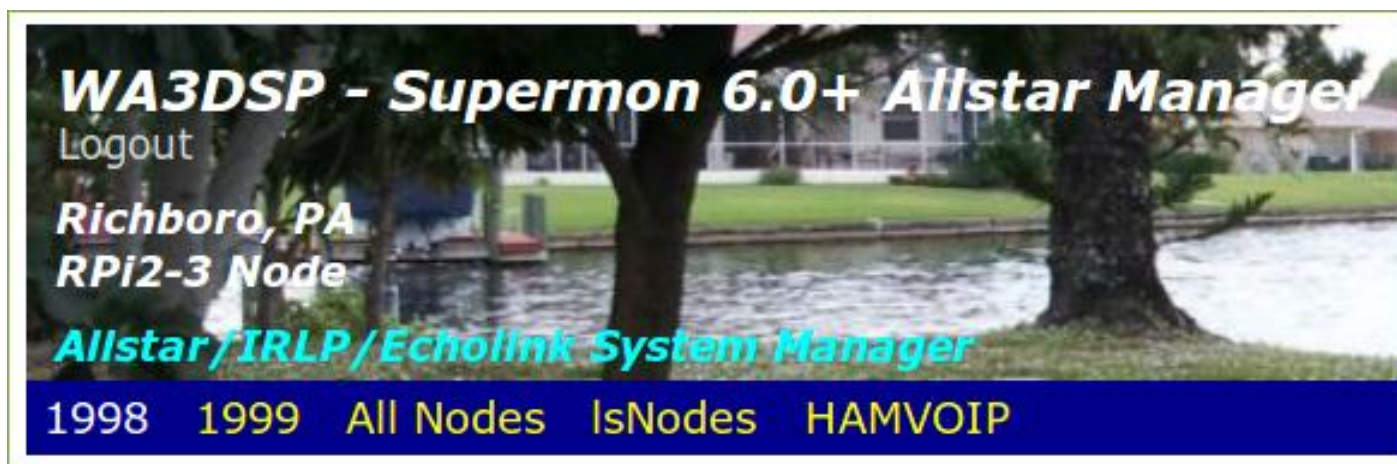 WA3DSP - Supermon 6.0+ Allstar Manager
Logout
Richboro, PA
RPi2-3 Node
Allstar/IRLP/Echolink System Manager
1998 1999 All Nodes lsNodes HAMVOIP